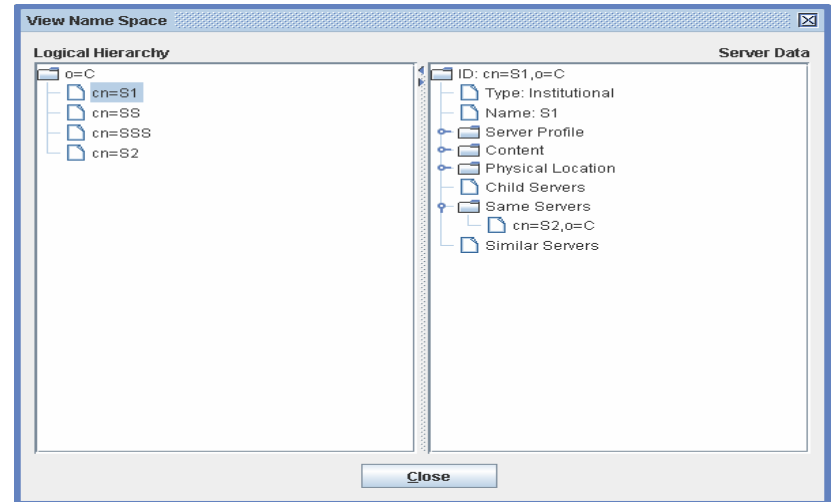 View Name Space
Logical Hierarchy
Server Data
o=C
cn=S1
cn=SS
cn=SSS
cn=S2
ID: cn=S1,o=C
Type: Institutional
Name: S1
Server Profile
Content
Physical Location
Child Servers
Same Servers
cn=S2,o=C
Similar Servers
Close